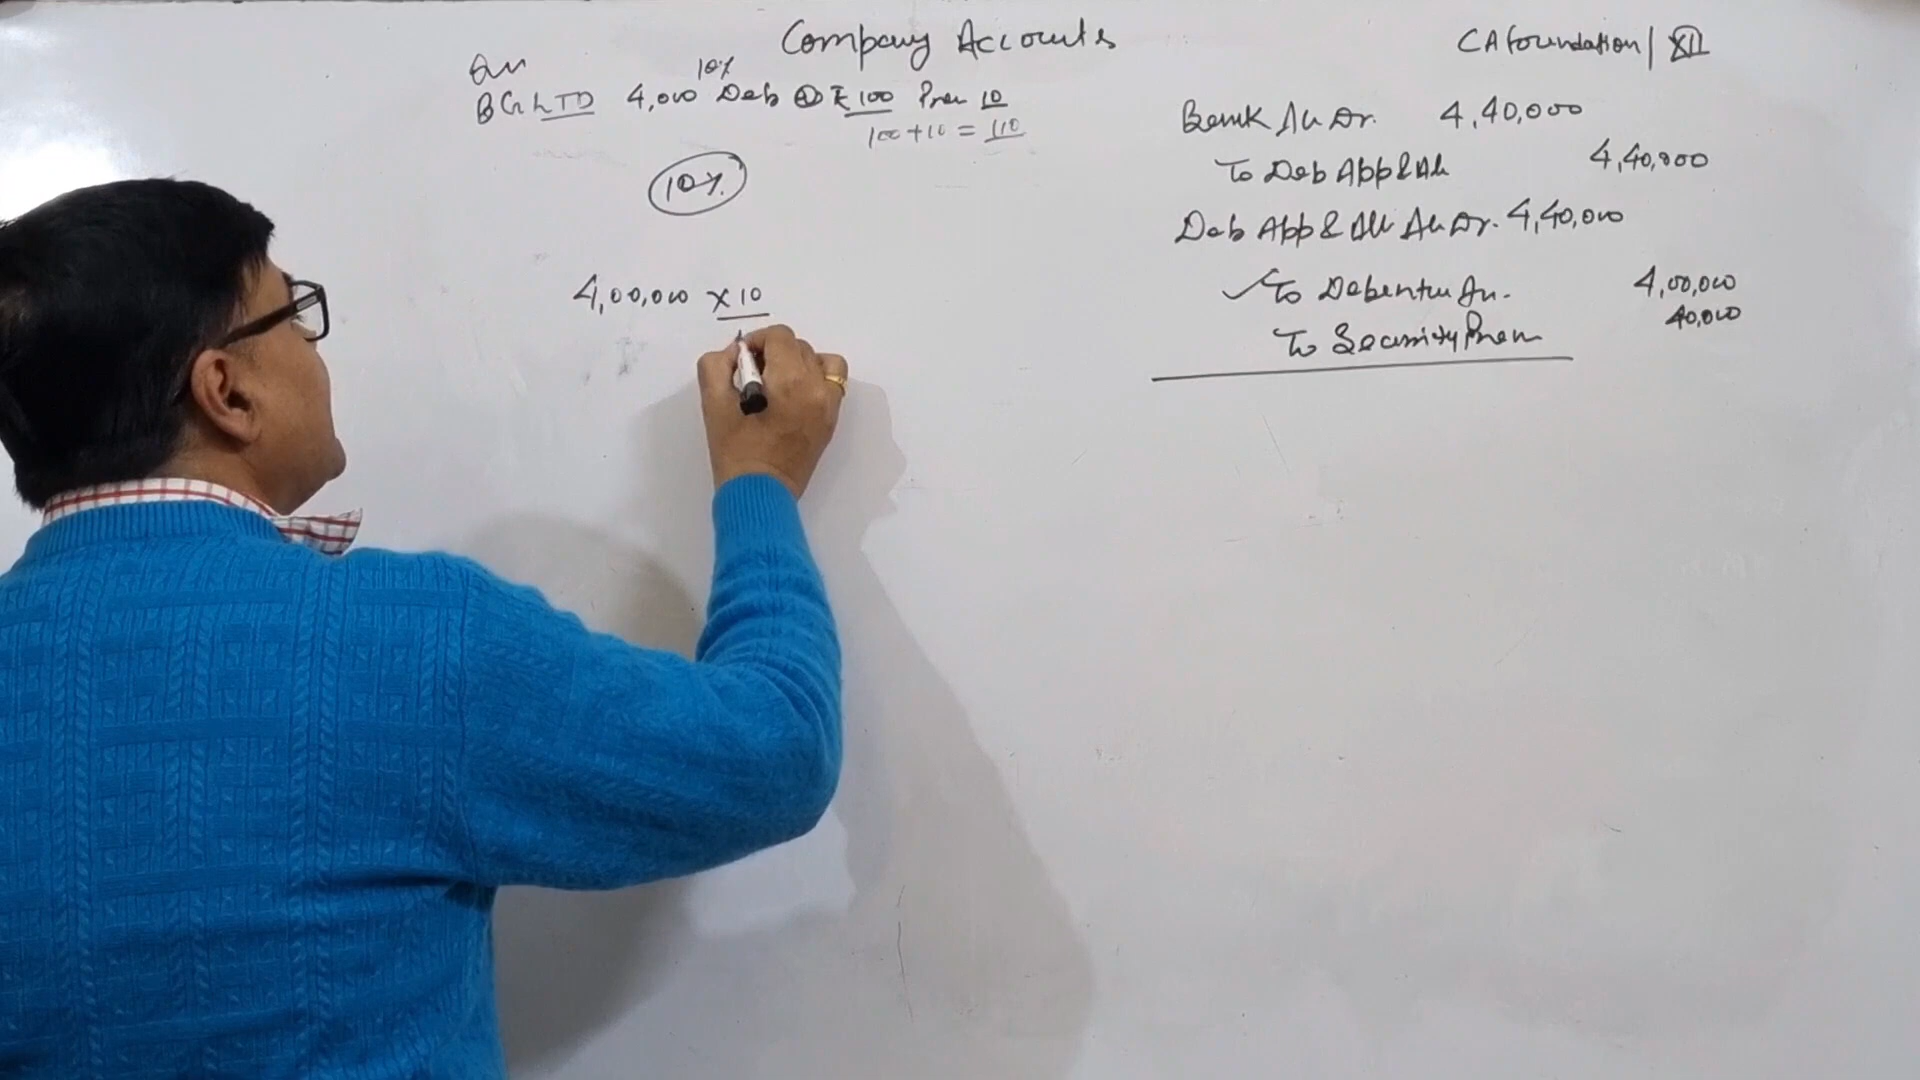 Company Accounts
CA foundation / XII
Qn
10%
BG LTD 4,000 Deb @ ₹ 100 Prem 10
100 + 10 = 110
10%
4,00,000 × 10
Bank A/c Dr. 4,40,000
To Deb App & All 4,40,000
Deb App & All A/c Dr. 4,40,000
✓ To Debenture A/c. 4,00,000
To Security Prem 40,000